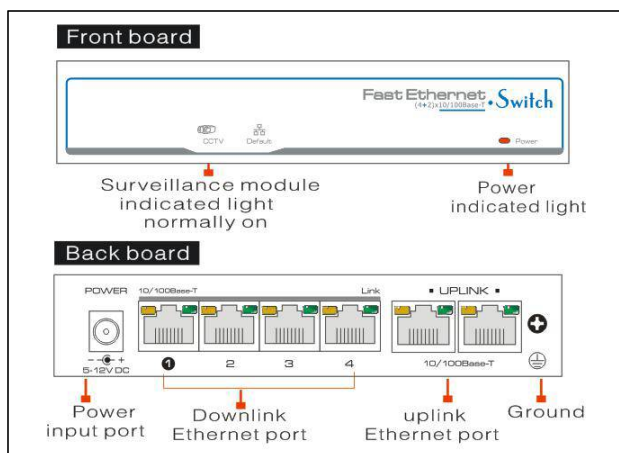 Front board
Fast Ethernet
(4+2)x10/100Base-T
•Switch
CCTV
Default
Power
Surveillance module
indicated light
normally on
Power
indicated light
Back board
POWER
10/100Base-T
Link
• UPLINK •
5-12V DC
1 2 3 4
10/100Base-T
Power
input port
Downlink
Ethernet port
uplink
Ethernet port
Ground